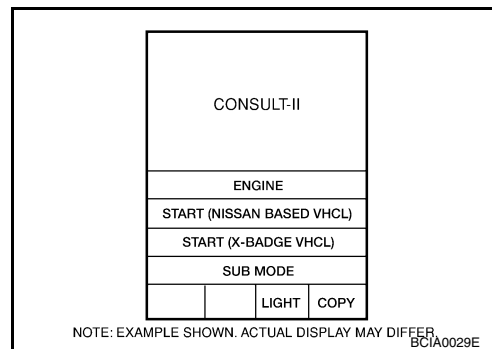 CONSULT-II
ENGINE
START (NISSAN BASED VHCL)
START (X-BADGE VHCL)
SUB MODE
LIGHT COPY
NOTE: EXAMPLE SHOWN. ACTUAL DISPLAY MAY DIFFER.
BCIA0029E